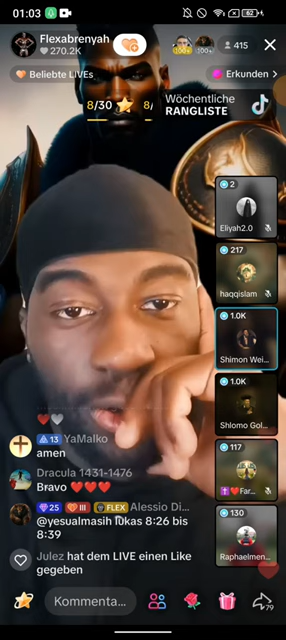 01:03
62
Flexabrenyah
270.2K
100+
100+
415
Beliebte LIVEs
Erkunden >
8/30
8/
Wöchentliche
RANGLISTE
2
Eliyah2.0
217
haqqislam
1.0K
Shimon Wei...
1.0K
Shlomo Gol...
117
Far...
130
Raphaelmen...
13 YaMalko
amen
Dracula 1431-1476
Bravo
25 III FLEX Alessio Di...
@yesualmasih lukas 8:26 bis
8:39
Julez hat dem LIVE einen Like
gegeben
Kommenta...
79